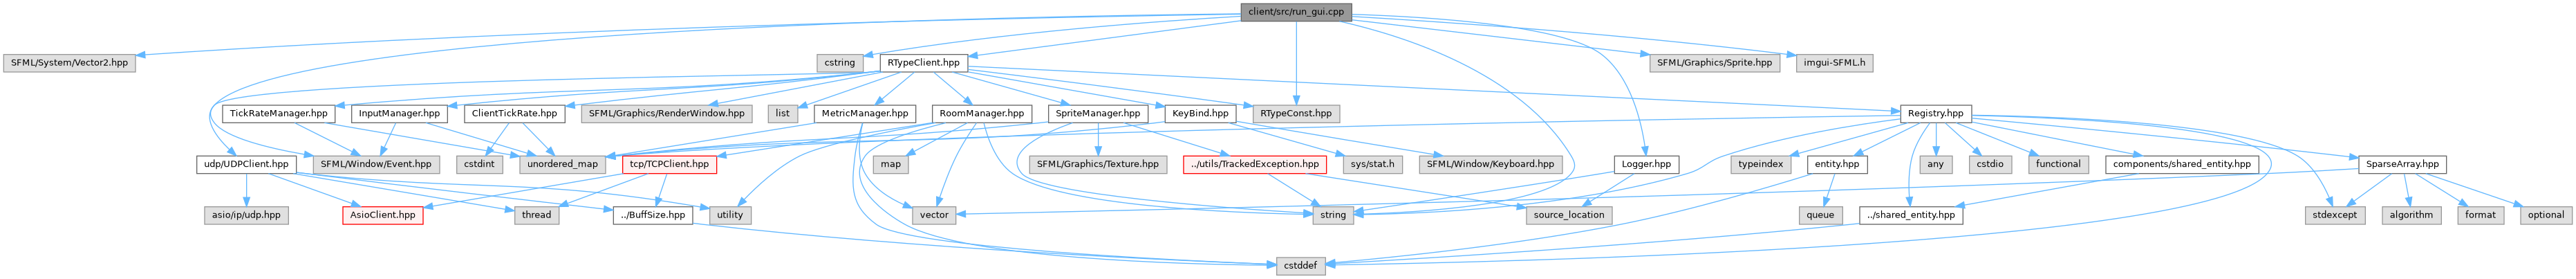 client/src/run_gui.cpp
SFML/System/Vector2.hpp
cstring
RTypeClient.hpp
SFML/Graphics/Sprite.hpp
imgui-SFML.h
TickRateManager.hpp
InputManager.hpp
ClientTickRate.hpp
SFML/Graphics/RenderWindow.hpp
list
MetricManager.hpp
RoomManager.hpp
SpriteManager.hpp
KeyBind.hpp
RTypeConst.hpp
Registry.hpp
udp/UDPClient.hpp
SFML/Window/Event.hpp
cstdint
unordered_map
tcp/TCPClient.hpp
map
SFML/Graphics/Texture.hpp
../utils/TrackedException.hpp
sys/stat.h
SFML/Window/Keyboard.hpp
Logger.hpp
typeindex
entity.hpp
any
cstdio
functional
components/shared_entity.hpp
SparseArray.hpp
asio/ip/udp.hpp
AsioClient.hpp
thread
../BuffSize.hpp
utility
vector
string
source_location
queue
../shared_entity.hpp
stdexcept
algorithm
format
optional
cstddef